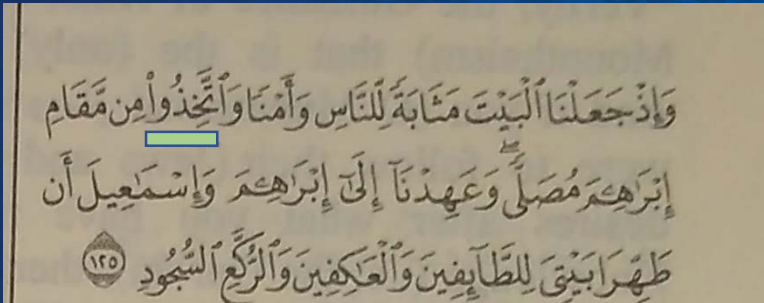 وَإِذْ جَعَلْنَا ٱلْبَيْتَ مَثَابَةً لِّلنَّاسِ وَأَمْنًا وَٱتَّخِذُوا۟ مِن مَّقَامِ
إِبْرَٰهِـۧمَ مُصَلًّى ۖ وَعَهِدْنَآ إِلَىٰٓ إِبْرَٰهِـۧمَ وَإِسْمَٰعِيلَ أَن
طَهِّرَا بَيْتِىَ لِلطَّآئِفِينَ وَٱلْعَٰكِفِينَ وَٱلرُّكَّعِ ٱلسُّجُودِ ١٢٥